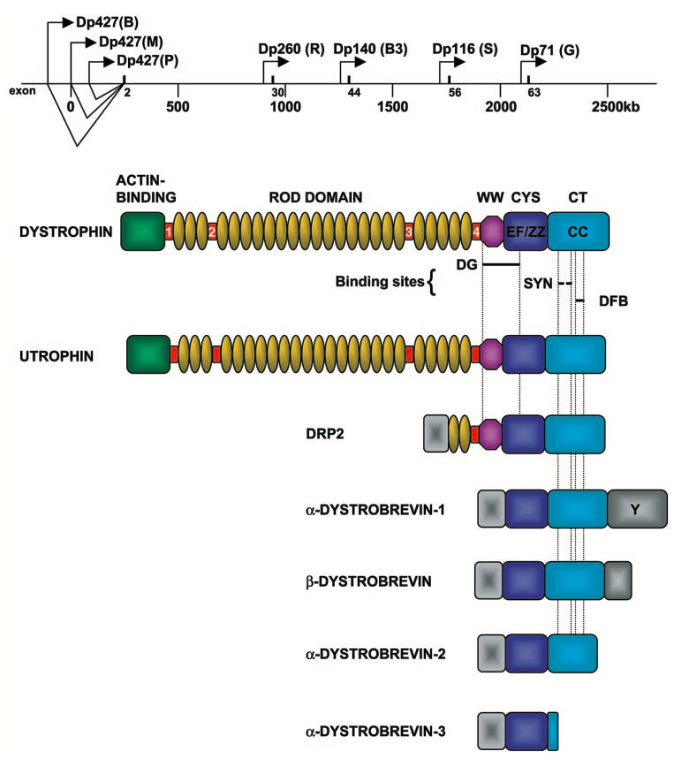 Dp427(B)
Dp427(M)
Dp427(P)
Dp260 (R) Dp140 (B3) Dp116 (S) Dp71 (G)
exon 2 30 44 56 63
0 500 1000 1500 2000 2500kb
ACTIN-
BINDING ROD DOMAIN WW CYS CT
DYSTROPHIN 1 2 3 4 EF/ZZ CC
DG
Binding sites { SYN
DFB
UTROPHIN
DRP2
α-DYSTROBREVIN-1 Y
β-DYSTROBREVIN
α-DYSTROBREVIN-2
α-DYSTROBREVIN-3